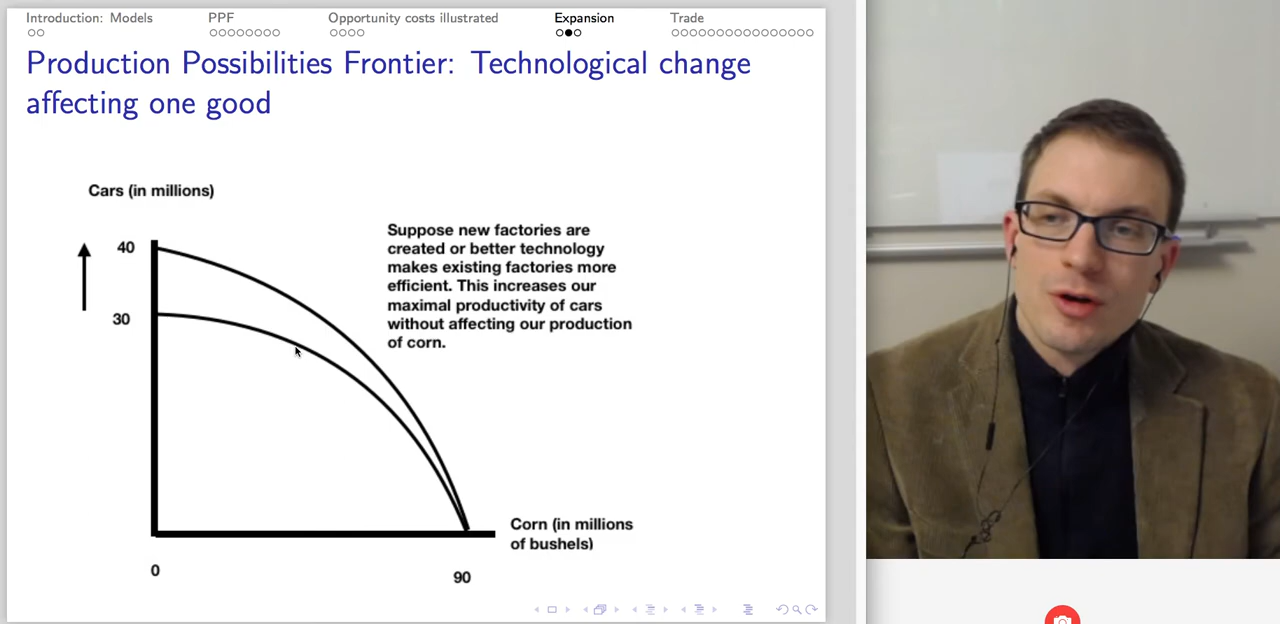 Introduction: Models PPF Opportunity costs illustrated Expansion Trade
Production Possibilities Frontier: Technological change
affecting one good
Cars (in millions)
Suppose new factories are
created or better technology
makes existing factories more
efficient. This increases our
maximal productivity of cars
without affecting our production
of corn.
40
30
Corn (in millions
of bushels)
0
90